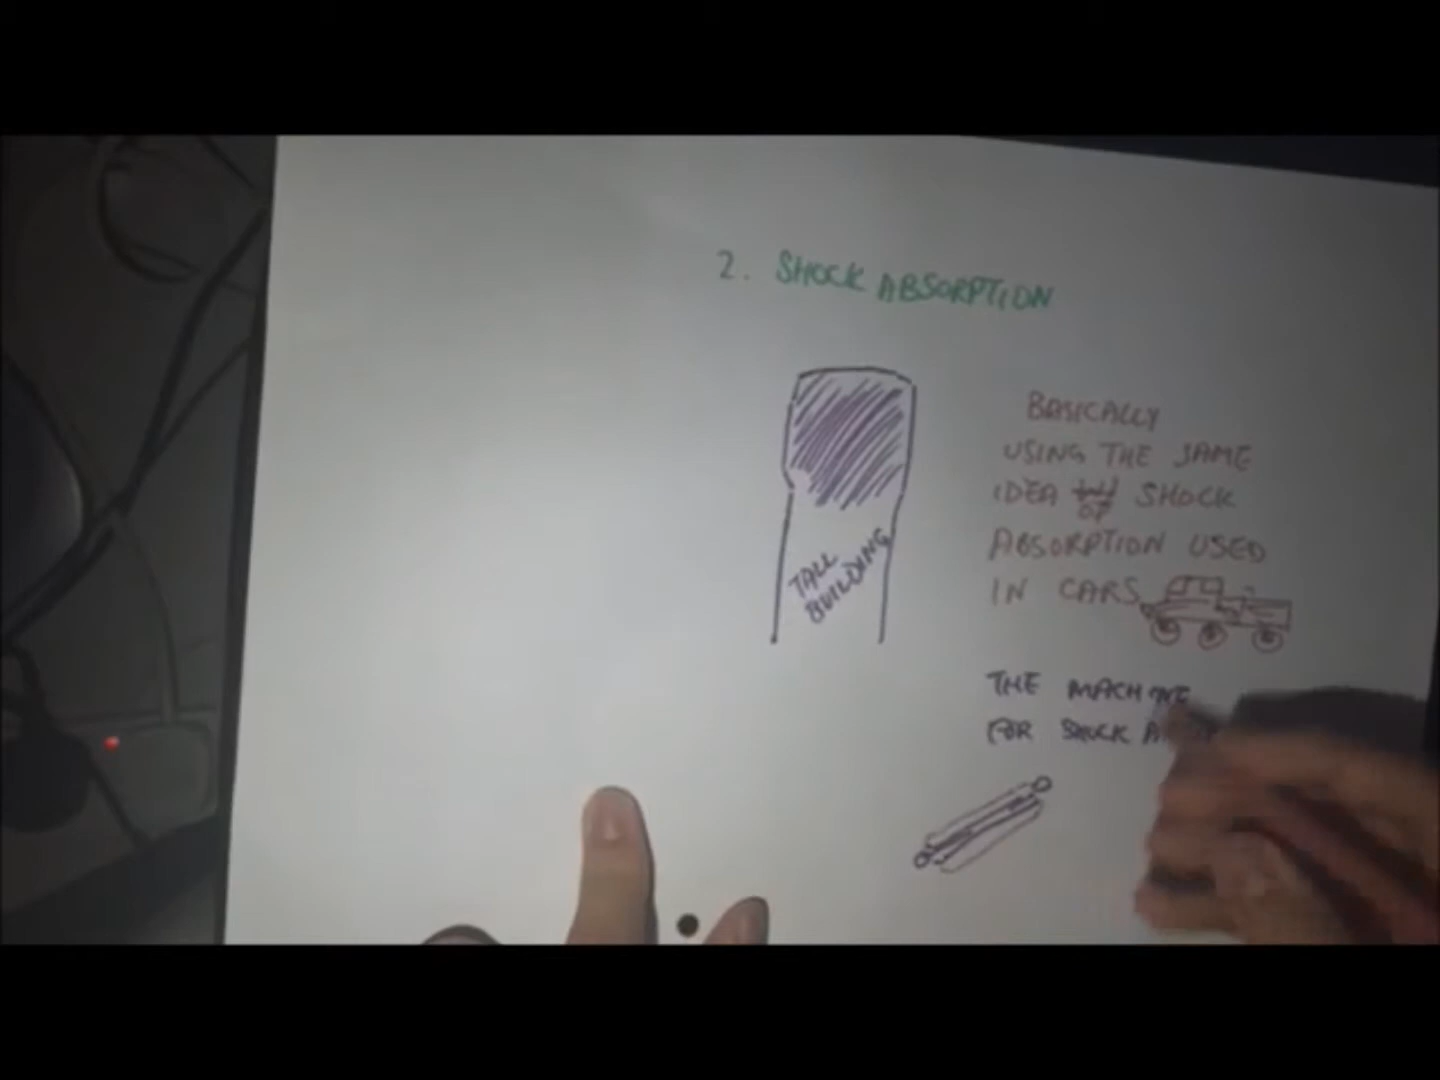 2. SHOCK ABSORPTION
TALL
BUILDING
BASICALLY
USING THE SAME
IDEA OF SHOCK
ABSORPTION USED
IN CARS
THE MACHINE
FOR SHOCK